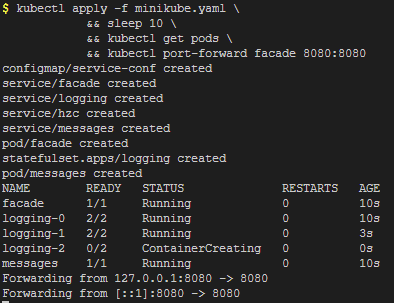 $ kubectl apply -f minikube.yaml \
&& sleep 10 \
&& kubectl get pods \
&& kubectl port-forward facade 8080:8080
configmap/service-conf created
service/facade created
service/logging created
service/hzc created
service/messages created
pod/facade created
statefulset.apps/logging created
pod/messages created
NAME READY STATUS RESTARTS AGE
facade 1/1 Running 0 10s
logging-0 2/2 Running 0 10s
logging-1 2/2 Running 0 3s
logging-2 0/2 ContainerCreating 0 0s
messages 1/1 Running 0 10s
Forwarding from 127.0.0.1:8080 -> 8080
Forwarding from [::1]:8080 -> 8080